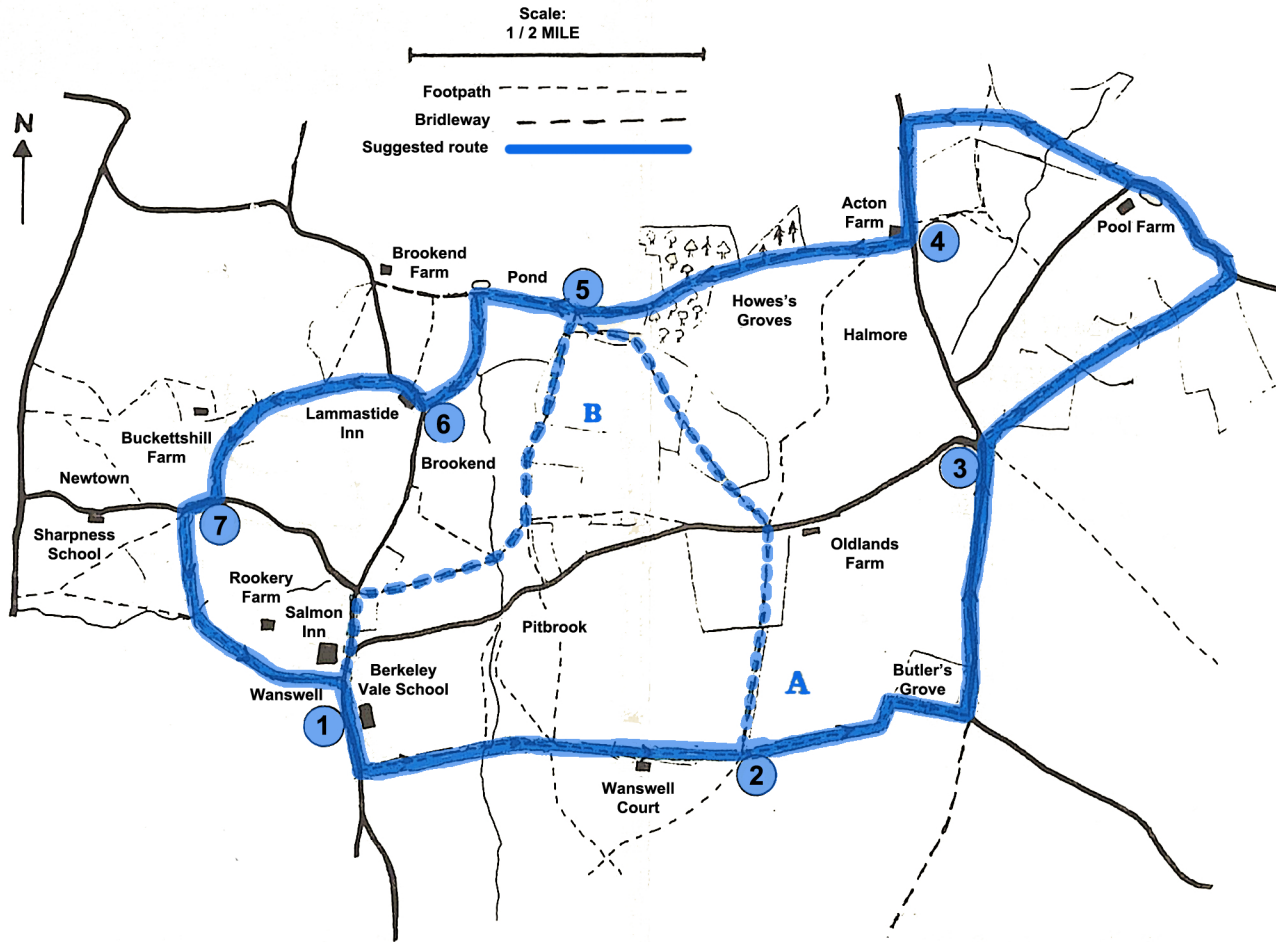 Scale:
1 / 2 MILE
Footpath
Bridleway
Suggested route
N
Acton
Farm
4
Pool Farm
Brookend
Farm
Pond
5
Howes's
Groves
Halmore
Lammastide
Inn
6
B
Buckettshill
Farm
Brookend
3
Newtown
7
Sharpness
School
Oldlands
Farm
Rookery
Farm
Salmon
Inn
Pitbrook
Berkeley
Vale School
Butler's
Grove
A
Wanswell
1
2
Wanswell
Court